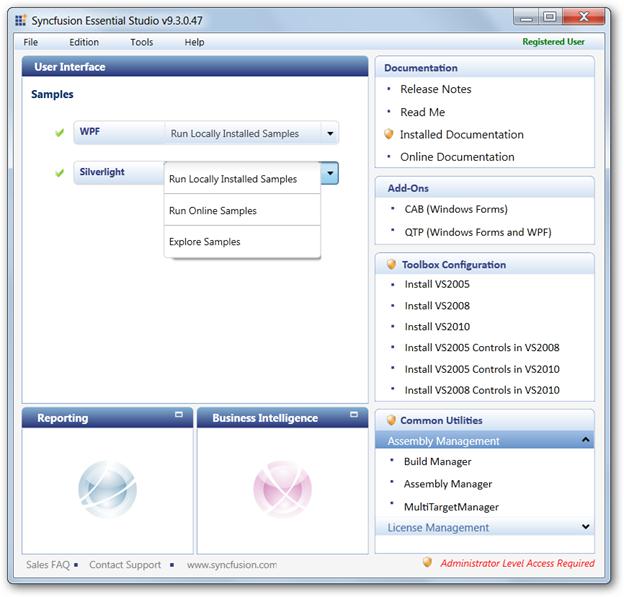 Syncfusion Essential Studio v9.3.0.47
File Edition Tools Help Registered User
User Interface
Samples
WPF Run Locally Installed Samples
Silverlight
Run Locally Installed Samples
Run Online Samples
Explore Samples
Reporting
Business Intelligence
Documentation
Release Notes
Read Me
Installed Documentation
Online Documentation
Add-Ons
CAB (Windows Forms)
QTP (Windows Forms and WPF)
Toolbox Configuration
Install VS2005
Install VS2008
Install VS2010
Install VS2005 Controls in VS2008
Install VS2005 Controls in VS2010
Install VS2008 Controls in VS2010
Common Utilities
Assembly Management
Build Manager
Assembly Manager
MultiTargetManager
License Management
Sales FAQ Contact Support www.syncfusion.com Administrator Level Access Required